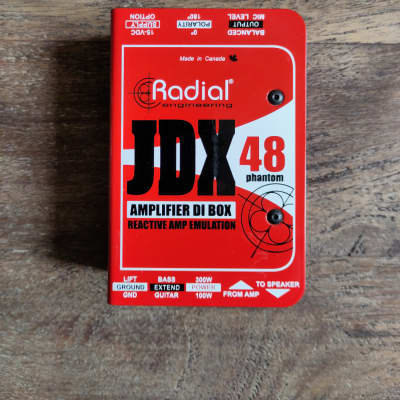 15-VDC SUPPLY OPTION
0° POLARITY 180°
BALANCED OUTPUT MIC LEVEL
Made in Canada
Radial
engineering
JDX 48
phantom
AMPLIFIER DI BOX
REACTIVE AMP EMULATION
LIFT BASS 300W TO SPEAKER
GROUND EXTEND POWER
GND GUITAR 100W FROM AMP